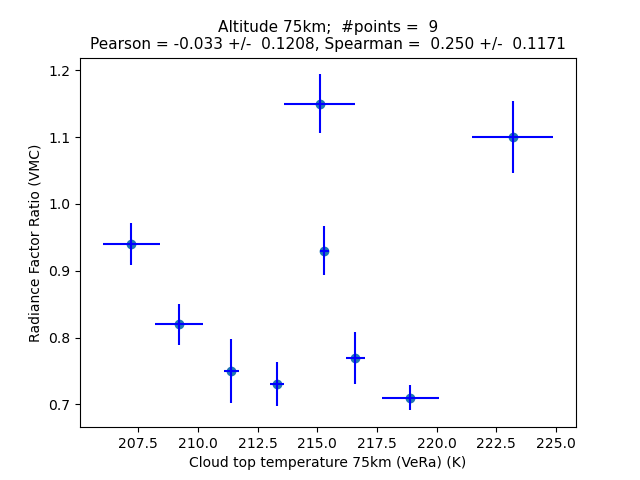 Altitude 75km;  #points =  9
Pearson = -0.033 +/-  0.1208, Spearman =  0.250 +/-  0.1171
1.2
1.1
1.0
0.9
0.8
0.7
Radiance Factor Ratio (VMC)
207.5 210.0 212.5 215.0 217.5 220.0 222.5 225.0
Cloud top temperature 75km (VeRa) (K)